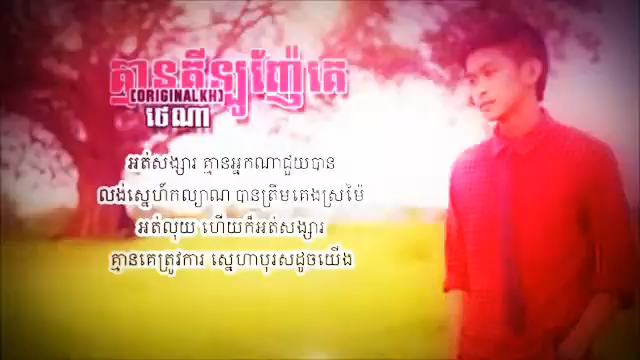 គ្មានគីឡូញ៉ែគេ
[ORIGINALKH]
ថេណា
អត់សង្សារ គ្មានអ្នកណាជួយបាន
លង់ស្នេហ៍កល្យាណ បានត្រឹមគេងស្រម៉ៃ
អត់លុយ ហើយក៏អត់សង្សារ
គ្មានគេត្រូវការ ស្នេហាបុរសដូចយើង